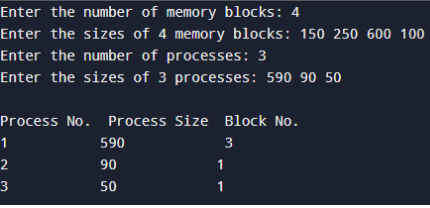 Enter the number of memory blocks: 4
Enter the sizes of 4 memory blocks: 150 250 600 100
Enter the number of processes: 3
Enter the sizes of 3 processes: 590 90 50
Process No. Process Size Block No.
1 590 3
2 90 1
3 50 1